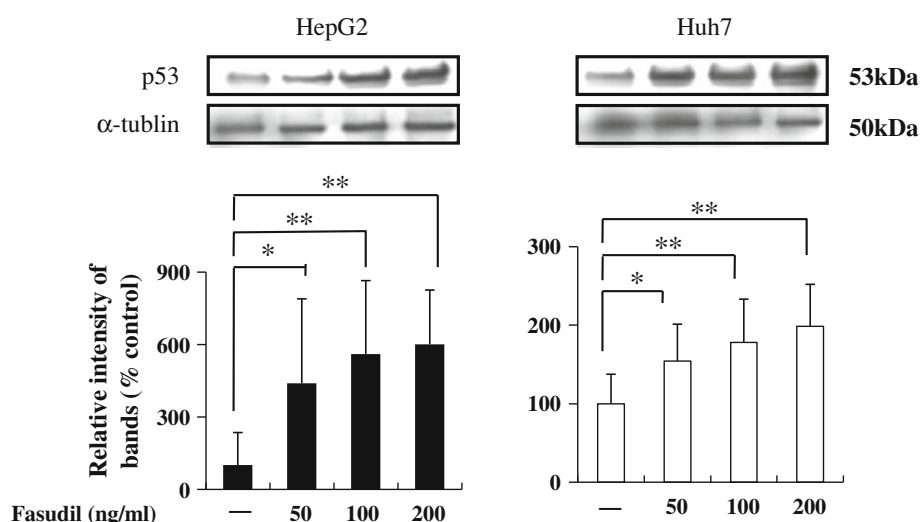 HepG2
Huh7
p53
53kDa
α-tublin
50kDa
**
**
*
**
**
*
Relative intensity of
bands (% control)
900
600
300
0
300
200
100
0
Fasudil (ng/ml)
— 50 100 200
— 50 100 200